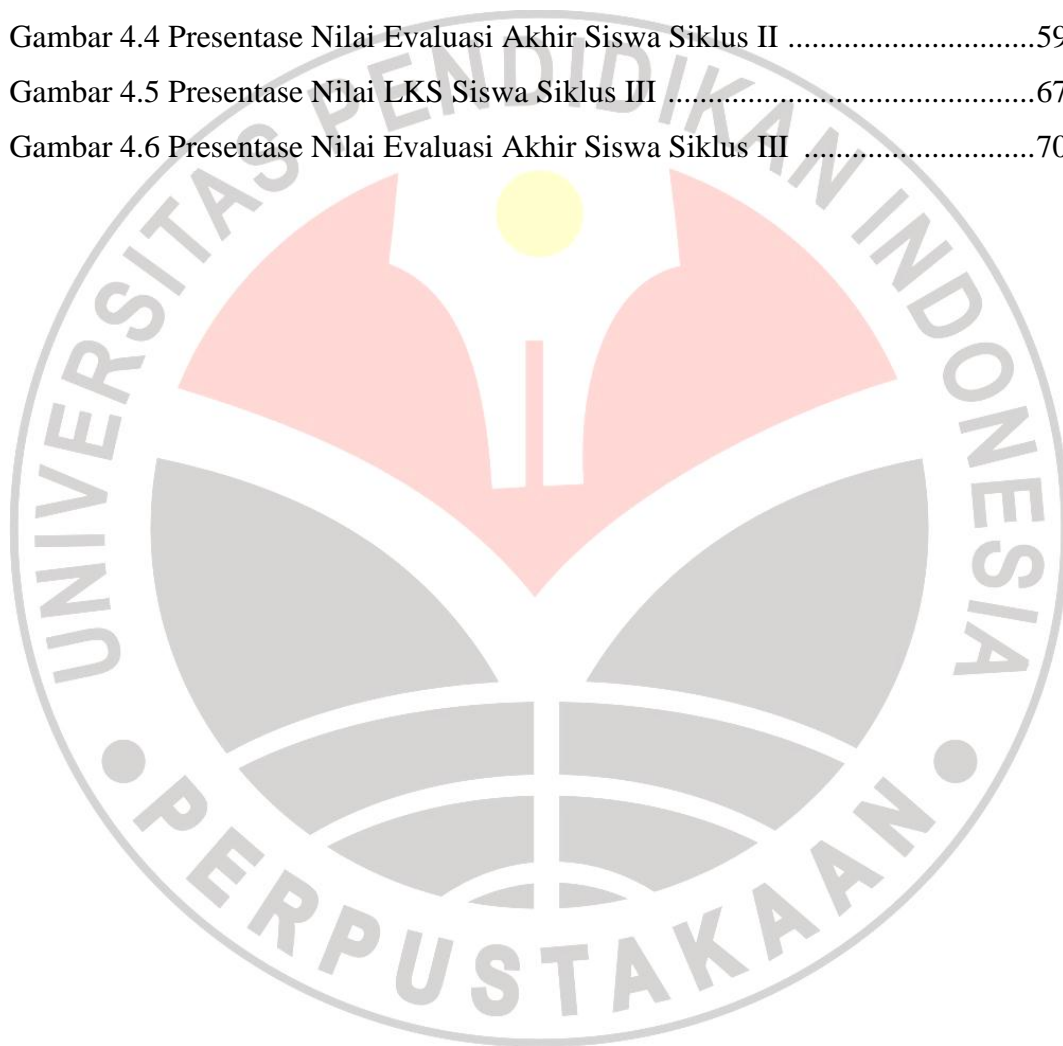 Gambar 4.4 Presentase Nilai Evaluasi Akhir Siswa Siklus II ...............................59
Gambar 4.5 Presentase Nilai LKS Siswa Siklus III ..............................................67
Gambar 4.6 Presentase Nilai Evaluasi Akhir Siswa Siklus III .............................70
UNIVERSITAS PENDIDIKAN INDONESIA
PERPUSTAKAAN